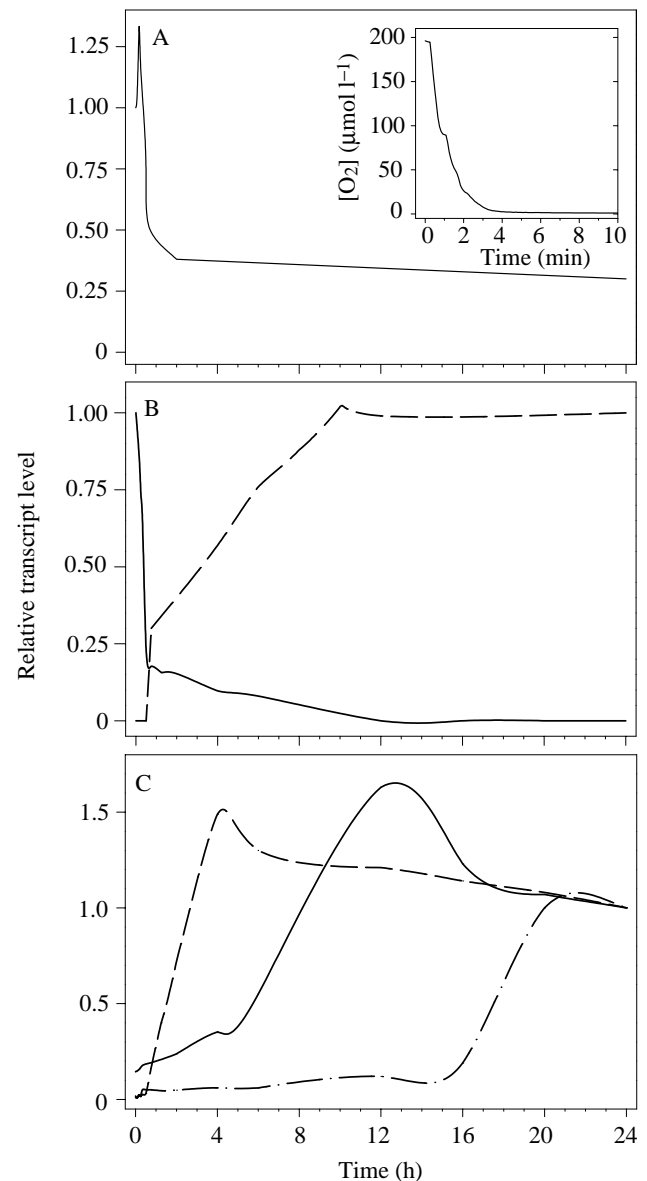 A
1.25
1.00
0.75
0.50
0.25
0
[O2] (μmol l−1)
200
150
100
50
0
0 2 4 6 8 10
Time (min)
B
1.00
0.75
0.50
0.25
0
Relative transcript level
C
1.5
1.0
0.5
0
0 4 8 12 16 20 24
Time (h)